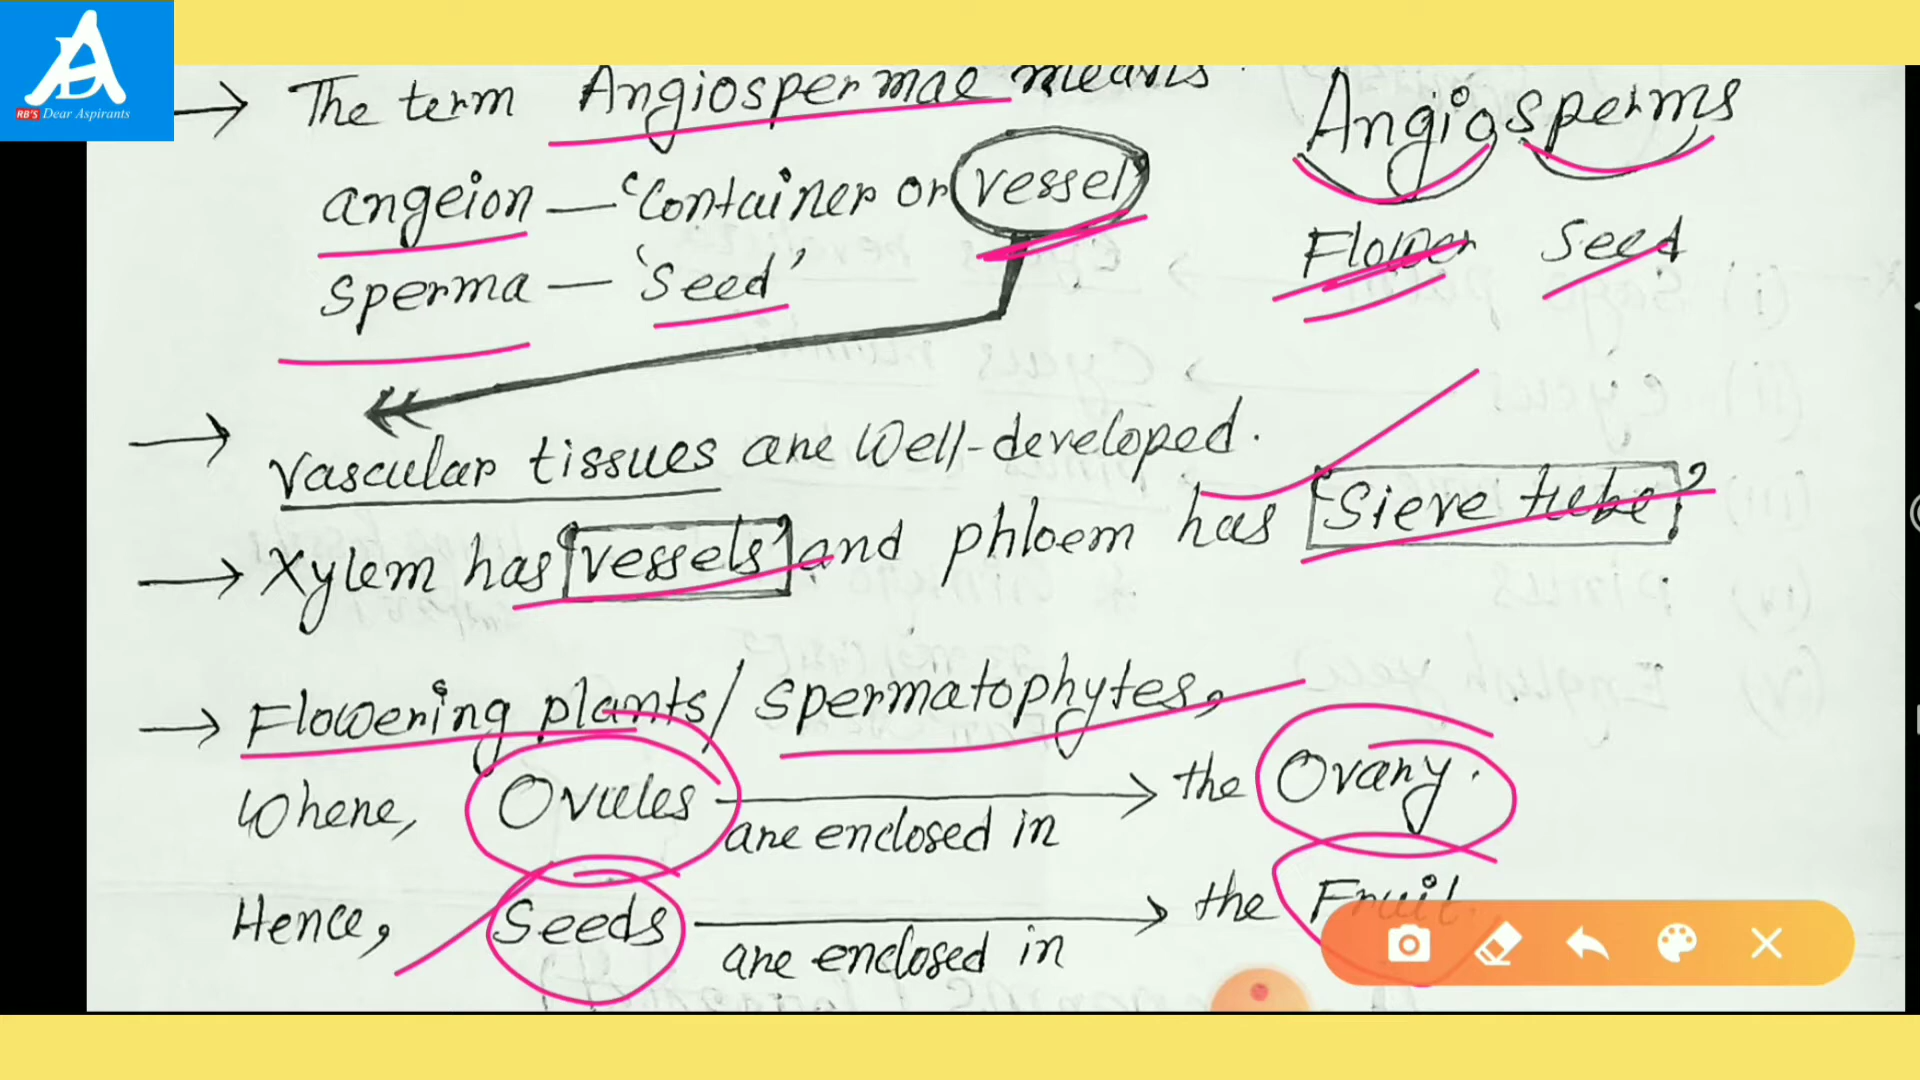 RB'S Dear Aspirants
→ The term Angiospermae means
angeion — 'Container or vessel'
sperma — 'Seed'
Angiosperms
Flower Seed
→ Vascular tissues are well-developed.
→ Xylem has 'vessels' and phloem has 'Sieve tube'
→ Flowering plants / spermatophytes,
Where, Ovules → the Ovary.
are enclosed in
Hence, Seeds → the Fruit.
are enclosed in